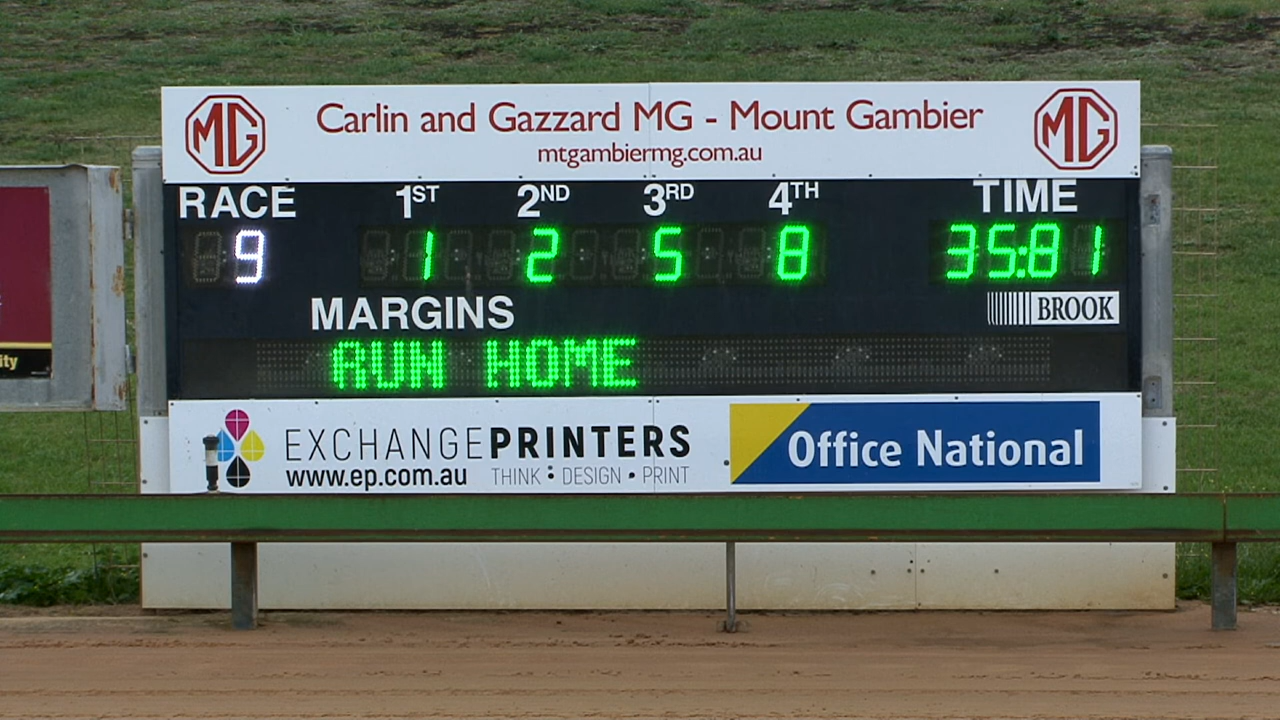 MG Carlin and Gazzard MG - Mount Gambier MG
mtgambiermg.com.au
RACE 1ST 2ND 3RD 4TH TIME
9 1 2 5 8 35:81
MARGINS BROOK
RUN HOME
ity
EXCHANGEPRINTERS Office National
www.ep.com.au THINK : DESIGN • PRINT